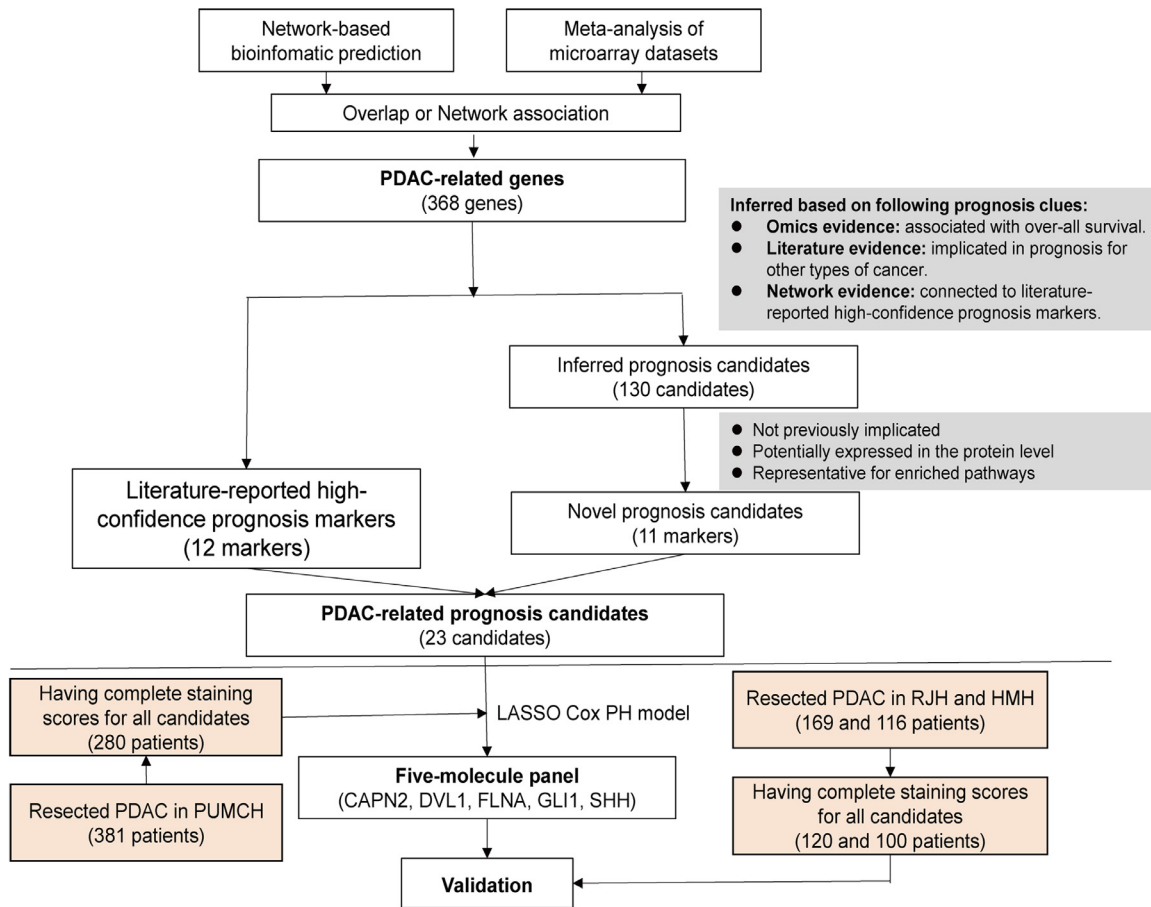 Network-based
bioinfomatic prediction
Meta-analysis of
microarray datasets
Overlap or Network association
PDAC-related genes
(368 genes)
Inferred based on following prognosis clues:
● Omics evidence: associated with over-all survival.
● Literature evidence: implicated in prognosis for
other types of cancer.
● Network evidence: connected to literature-
reported high-confidence prognosis markers.
Inferred prognosis candidates
(130 candidates)
● Not previously implicated
● Potentially expressed in the protein level
● Representative for enriched pathways
Literature-reported high-
confidence prognosis markers
(12 markers)
Novel prognosis candidates
(11 markers)
PDAC-related prognosis candidates
(23 candidates)
Having complete staining
scores for all candidates
(280 patients)
LASSO Cox PH model
Resected PDAC in RJH and HMH
(169 and 116 patients)
Resected PDAC in PUMCH
(381 patients)
Five-molecule panel
(CAPN2, DVL1, FLNA, GLI1, SHH)
Having complete staining scores
for all candidates
(120 and 100 patients)
Validation